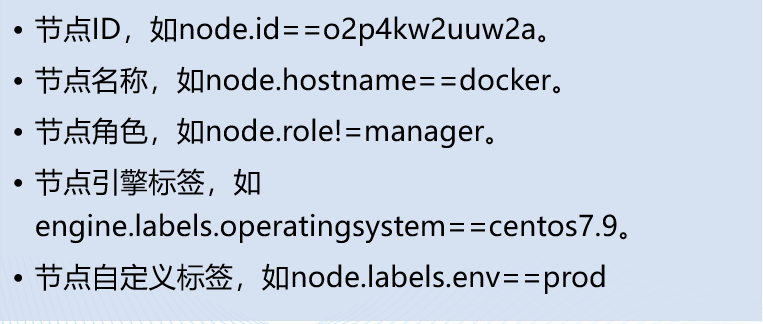 • 节点ID，如node.id==o2p4kw2uuw2a。
• 节点名称，如node.hostname==docker。
• 节点角色，如node.role!=manager。
• 节点引擎标签，如
engine.labels.operatingsystem==centos7.9。
• 节点自定义标签，如node.labels.env==prod